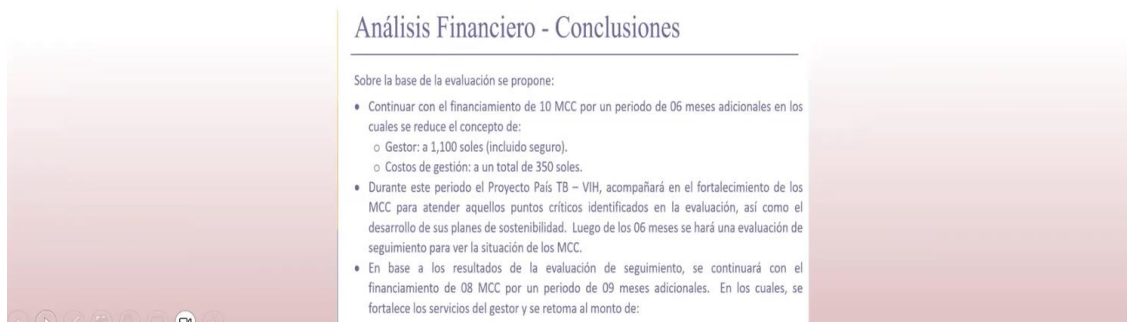 Análisis Financiero - Conclusiones
Sobre la base de la evaluación se propone:
• Continuar con el financiamiento de 10 MCC por un periodo de 06 meses adicionales en los
cuales se reduce el concepto de:
o Gestor: a 1,100 soles (incluido seguro).
o Costos de gestión: a un total de 350 soles.
• Durante este periodo el Proyecto País TB – VIH, acompañará en el fortalecimiento de los
MCC para atender aquellos puntos críticos identificados en la evaluación, así como el
desarrollo de sus planes de sostenibilidad. Luego de los 06 meses se hará una evaluación de
seguimiento para ver la situación de los MCC.
• En base a los resultados de la evaluación de seguimiento, se continuará con el
financiamiento de 08 MCC por un periodo de 09 meses adicionales. En los cuales, se
fortalece los servicios del gestor y se retoma al monto de: